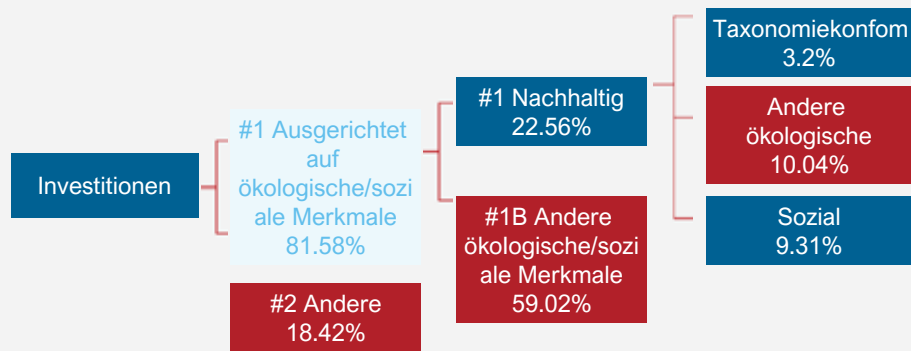 Investitionen
#1 Ausgerichtet
auf
ökologische/sozi
ale Merkmale
81.58%
#2 Andere
18.42%
#1 Nachhaltig
22.56%
#1B Andere
ökologische/sozi
ale Merkmale
59.02%
Taxonomiekonfom
3.2%
Andere
ökologische
10.04%
Sozial
9.31%